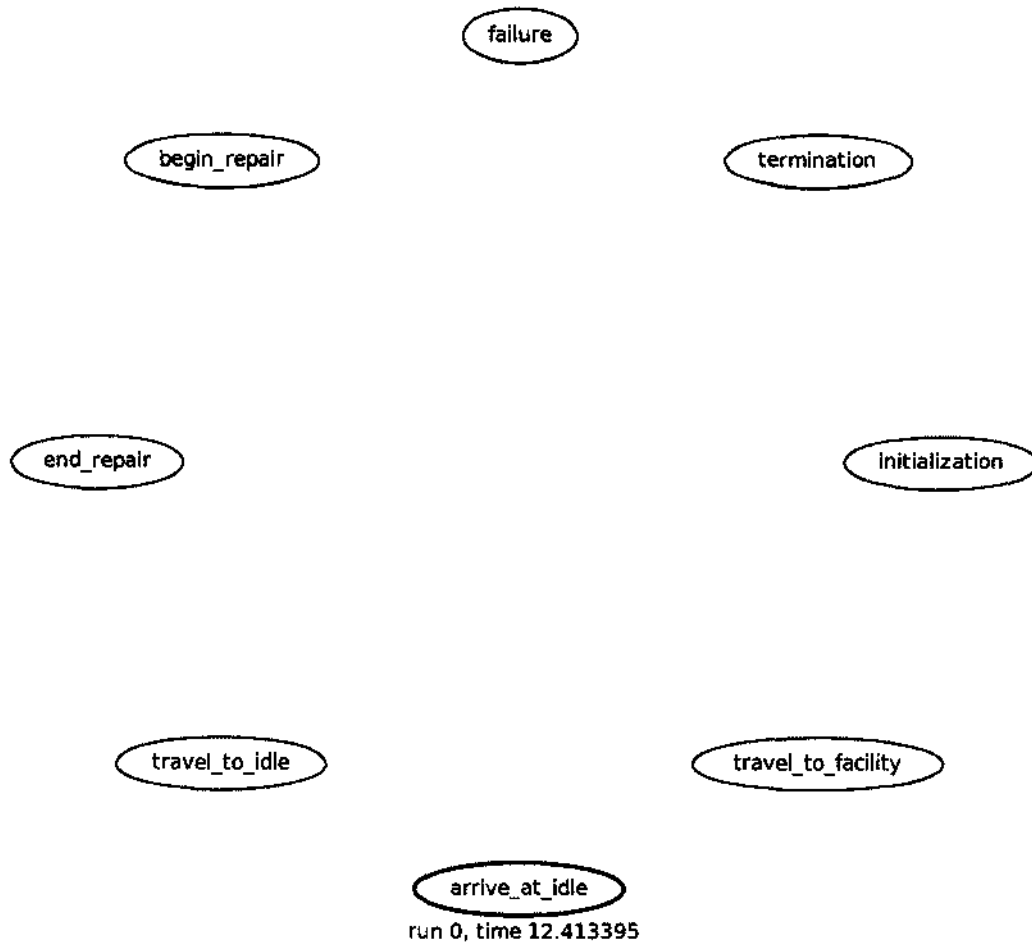 failure
begin_repair
termination
end_repair
initialization
travel_to_idle
travel_to_facility
arrive_at_idle
run 0, time 12.413395